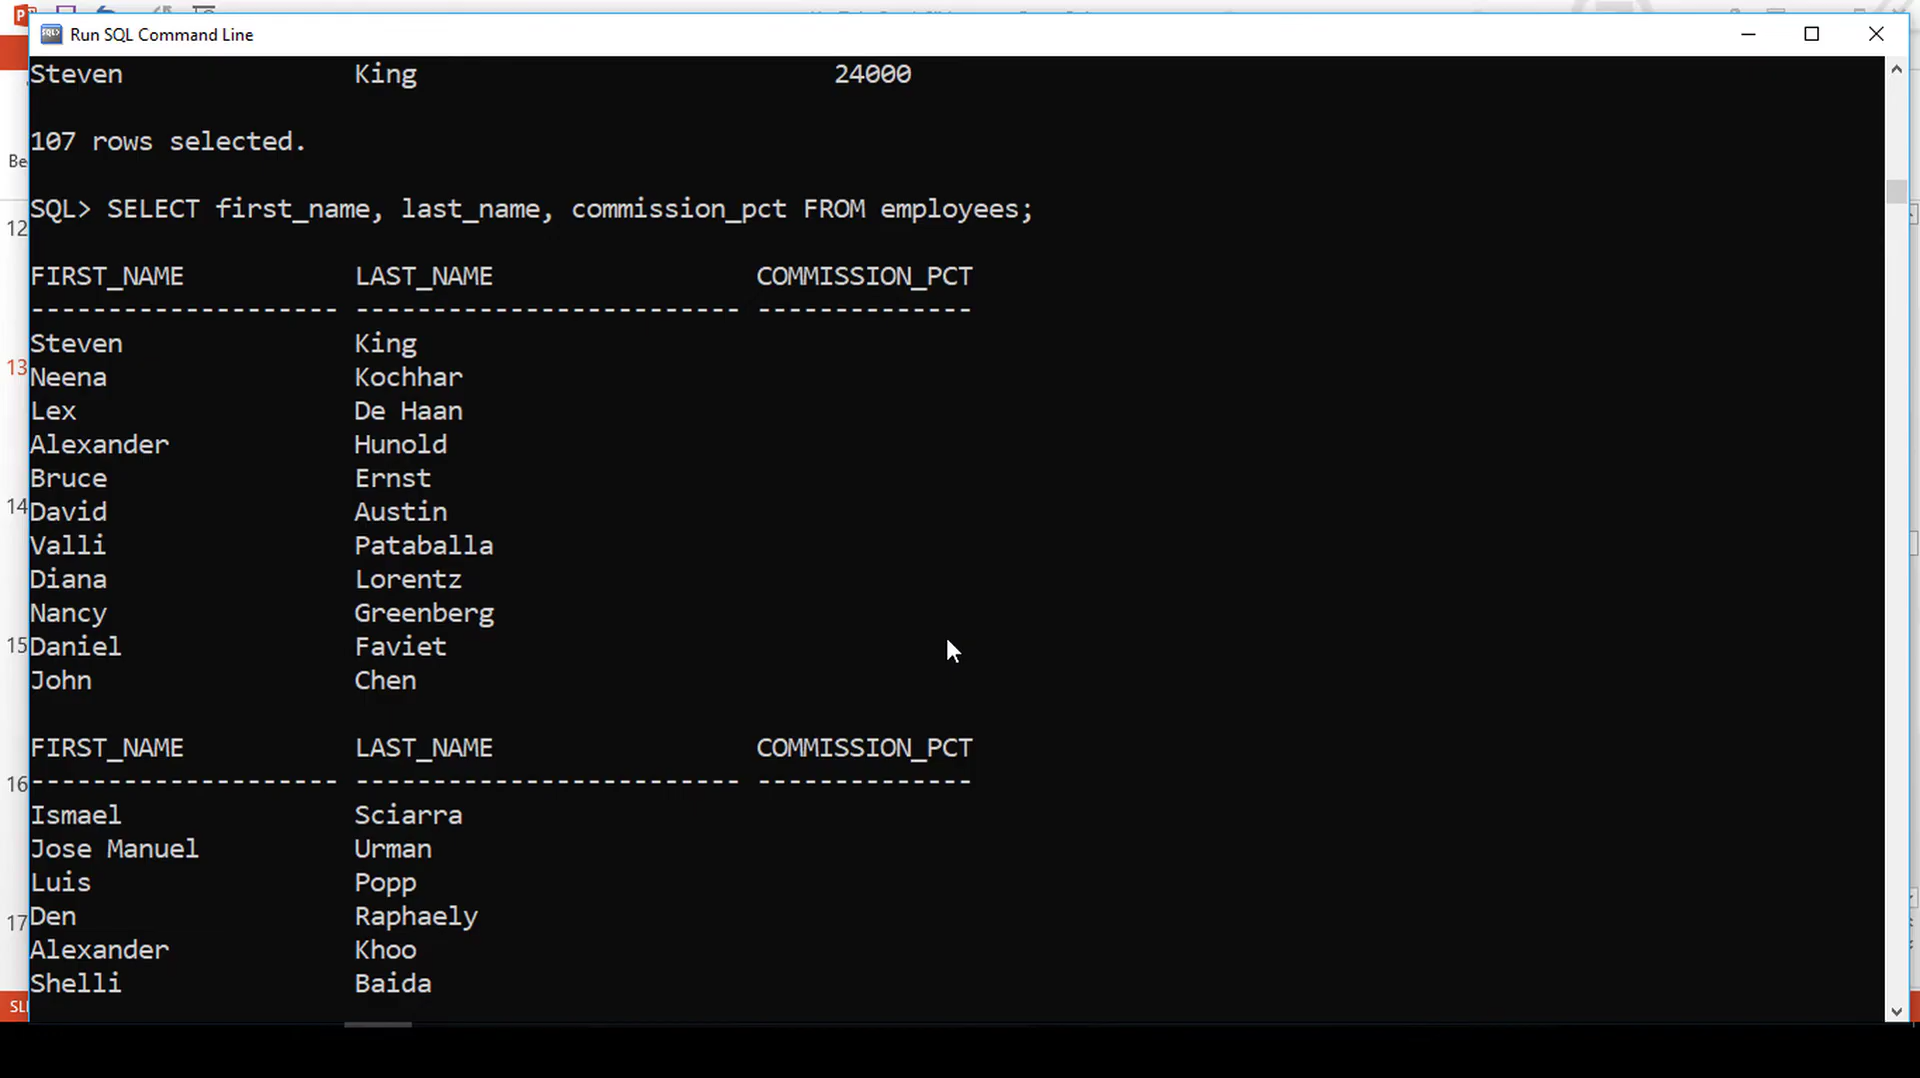 Run SQL Command Line
Steven King 24000
107 rows selected.
SQL> SELECT first_name, last_name, commission_pct FROM employees;
FIRST_NAME LAST_NAME COMMISSION_PCT
-------------------- ------------------------- --------------
Steven King
Neena Kochhar
Lex De Haan
Alexander Hunold
Bruce Ernst
David Austin
Valli Pataballa
Diana Lorentz
Nancy Greenberg
Daniel Faviet
John Chen
FIRST_NAME LAST_NAME COMMISSION_PCT
-------------------- ------------------------- --------------
Ismael Sciarra
Jose Manuel Urman
Luis Popp
Den Raphaely
Alexander Khoo
Shelli Baida
12
13
14
15
16
17